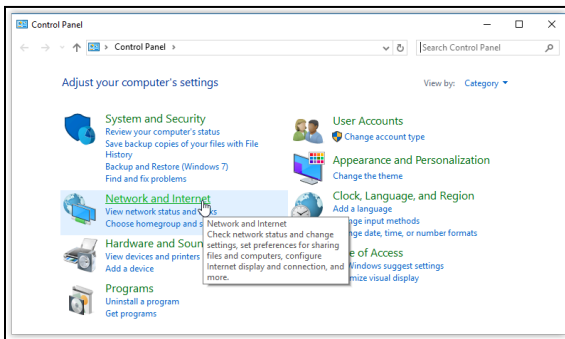 Control Panel
Control Panel
Search Control Panel
Adjust your computer's settings
View by: Category
System and Security
Review your computer's status
Save backup copies of your files with File
History
Backup and Restore (Windows 7)
Find and fix problems
Network and Internet
View network status and
Choose homegroup and
Network and Internet
Check network status and change
settings, set preferences for sharing
files and computers, configure
Internet display and connection, and
more.
Hardware and
View devices and printers
Add a device
Programs
Uninstall a program
Get programs
User Accounts
Change account type
Appearance and Personalization
Change the theme
Clock, Language, and Region
Add a language
input methods
date, time, or number formats
of Access
Windows suggest settings
visual display